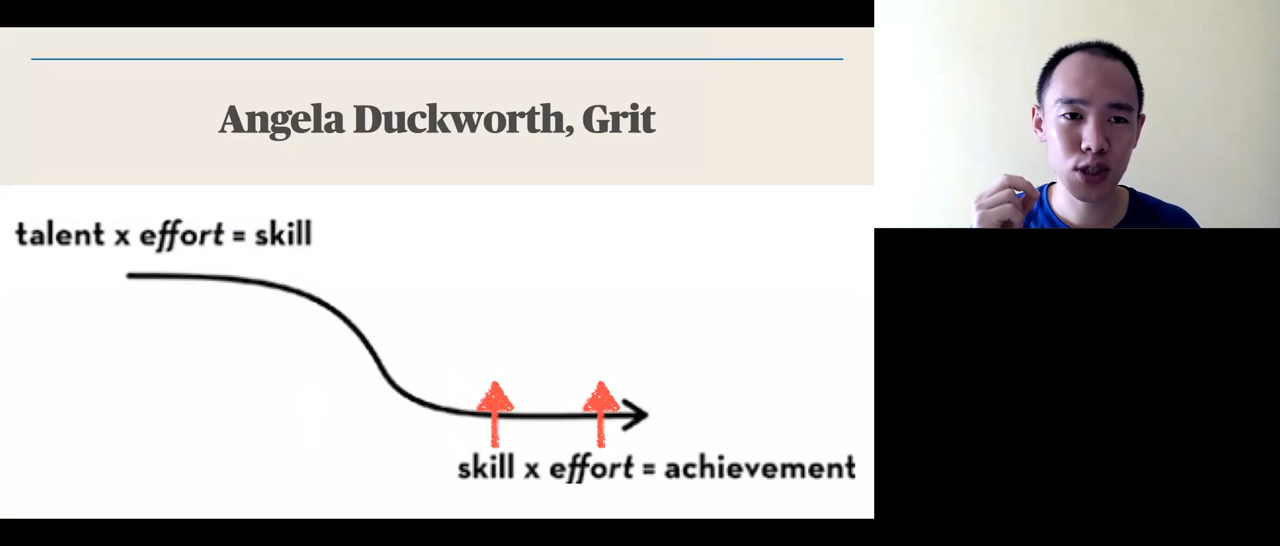 Angela Duckworth, Grit
talent x effort = skill
skill x effort = achievement